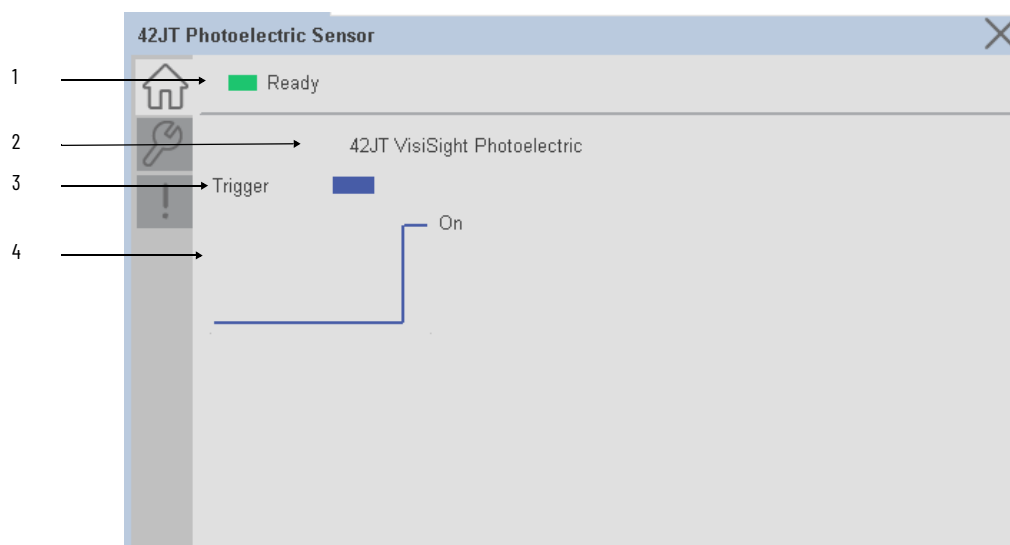 42JT Photoelectric Sensor
1
Ready
2
42JT VisiSight Photoelectric
3
Trigger
On
4